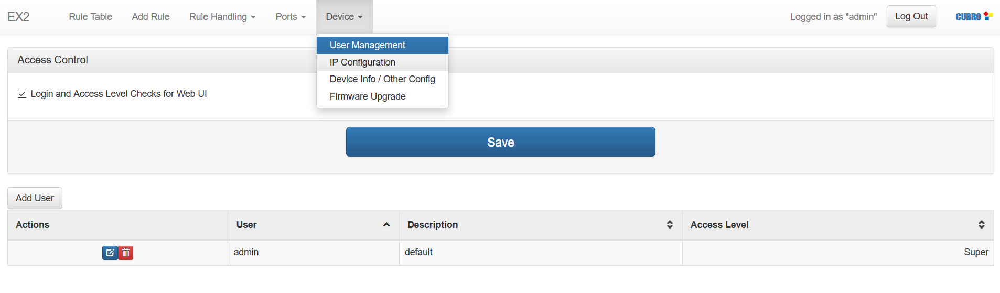 EX2 Rule Table Add Rule Rule Handling Ports Device Logged in as "admin" Log Out CUBRO
User Management
IP Configuration
Device Info / Other Config
Firmware Upgrade
Access Control
Login and Access Level Checks for Web UI
Save
Add User
Actions User Description Access Level
admin default Super